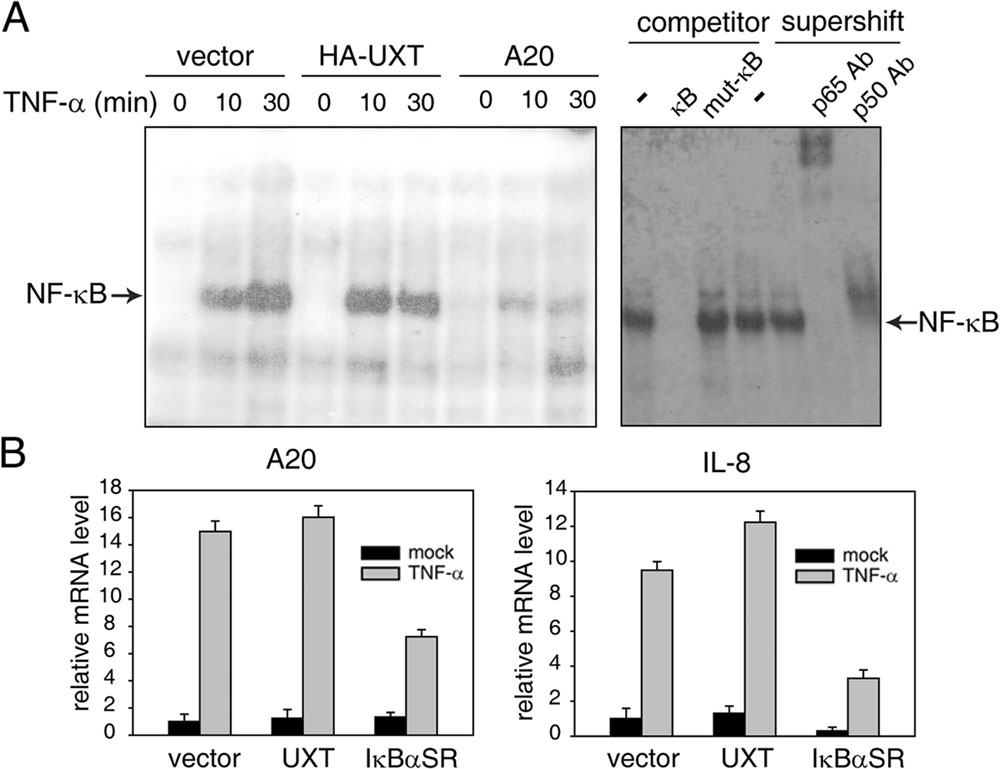 A
vector HA-UXT A20
TNF-α (min) 0 10 30 0 10 30 0 10 30
NF-κB
competitor supershift
- κB mut-κB - p65 Ab p50 Ab
NF-κB
B
A20
relative mRNA level
18
16
14
12
10
8
6
4
2
0
mock
TNF-α
vector UXT IκBαSR
IL-8
relative mRNA level
14
12
10
8
6
4
2
0
mock
TNF-α
vector UXT IκBαSR